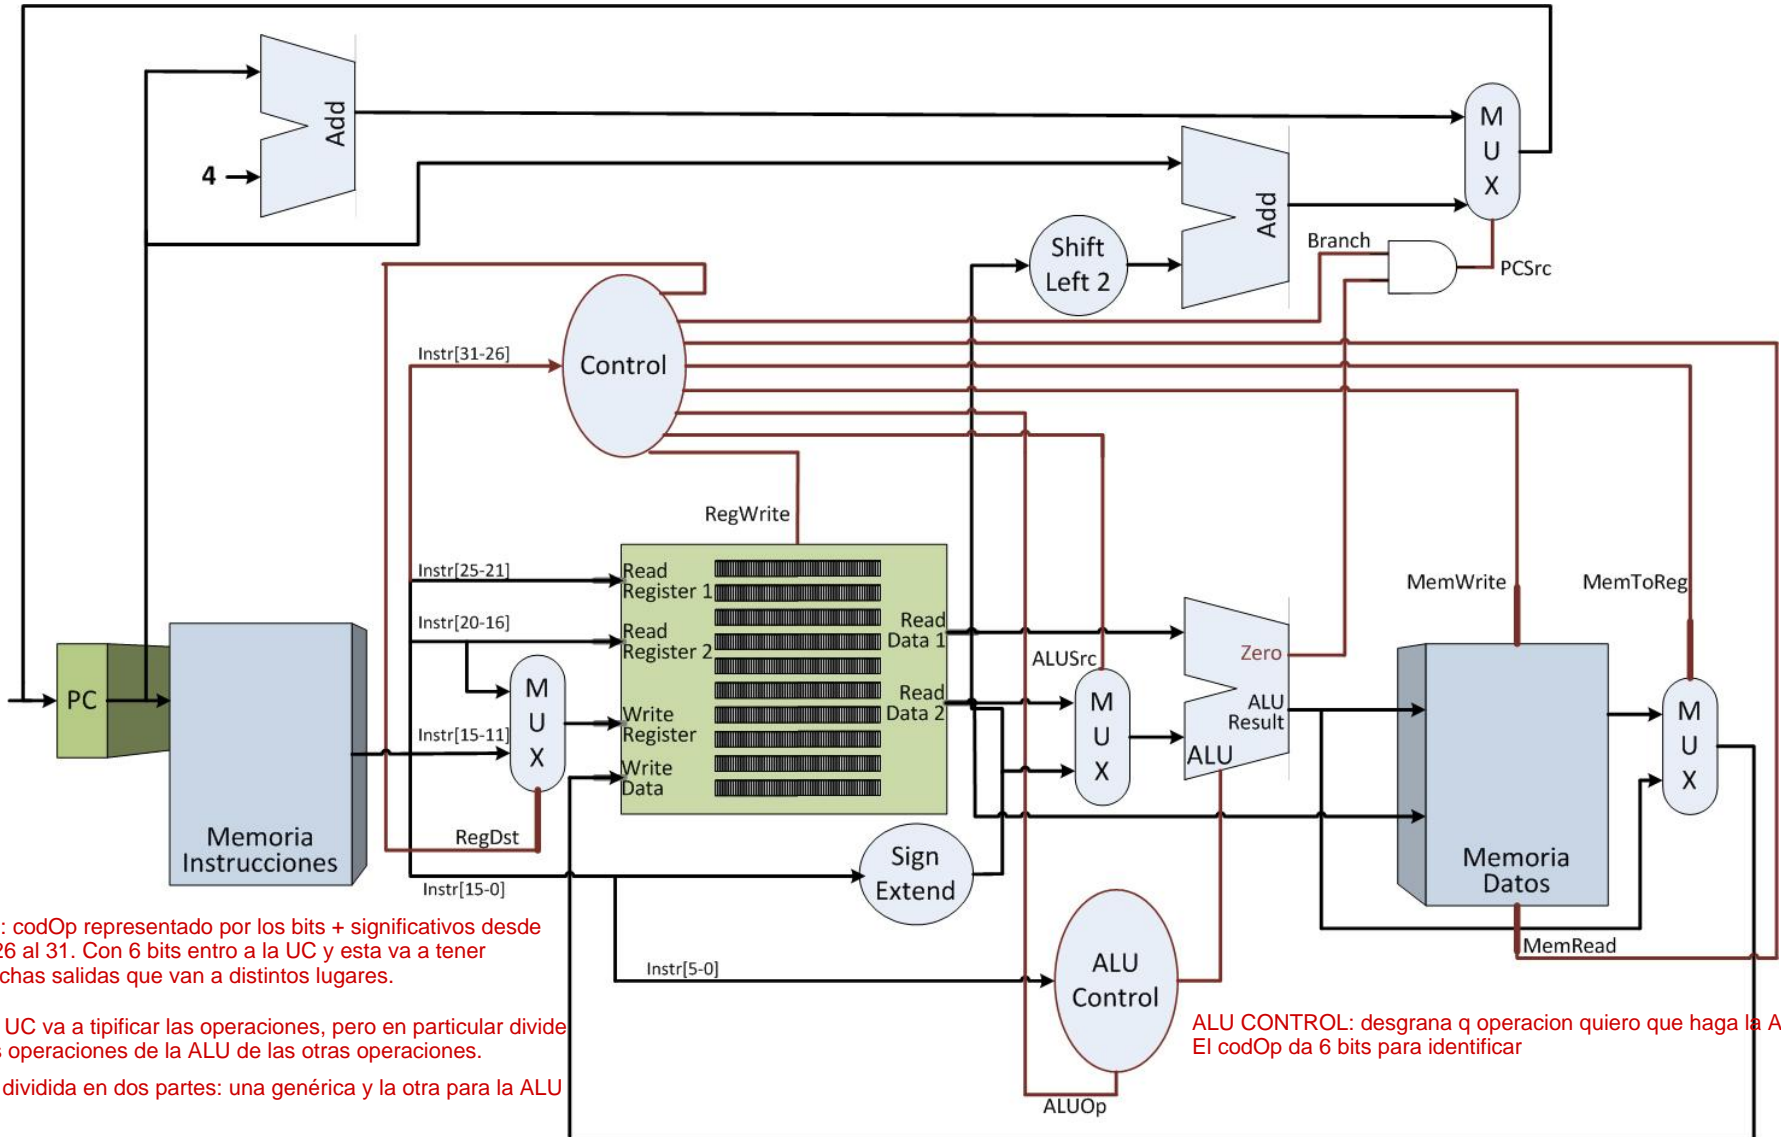 Add
4
M
U
X
Add
Shift
Left 2
Branch
PCSrc
Control
Instr[31-26]
RegWrite
Instr[25-21]
Instr[20-16]
Instr[15-11]
Read
Register 1
Read
Register 2
Write
Register
Write
Data
Read
Data 1
Read
Data 2
M
U
X
PC
Memoria
Instrucciones
RegDst
Instr[15-0]
Sign
Extend
ALUSrc
M
U
X
Zero
ALU
Result
ALU
MemWrite
MemToReg
M
U
X
Memoria
Datos
MemRead
Instr[5-0]
ALU
Control
ALUOp
: codOp representado por los bits + significativos desde
26 al 31. Con 6 bits entro a la UC y esta va a tener
chas salidas que van a distintos lugares.
UC va a tipificar las operaciones, pero en particular divide
s operaciones de la ALU de las otras operaciones.
dividida en dos partes: una genérica y la otra para la ALU
ALU CONTROL: desgrana q operacion quiero que haga la A
El codOp da 6 bits para identificar